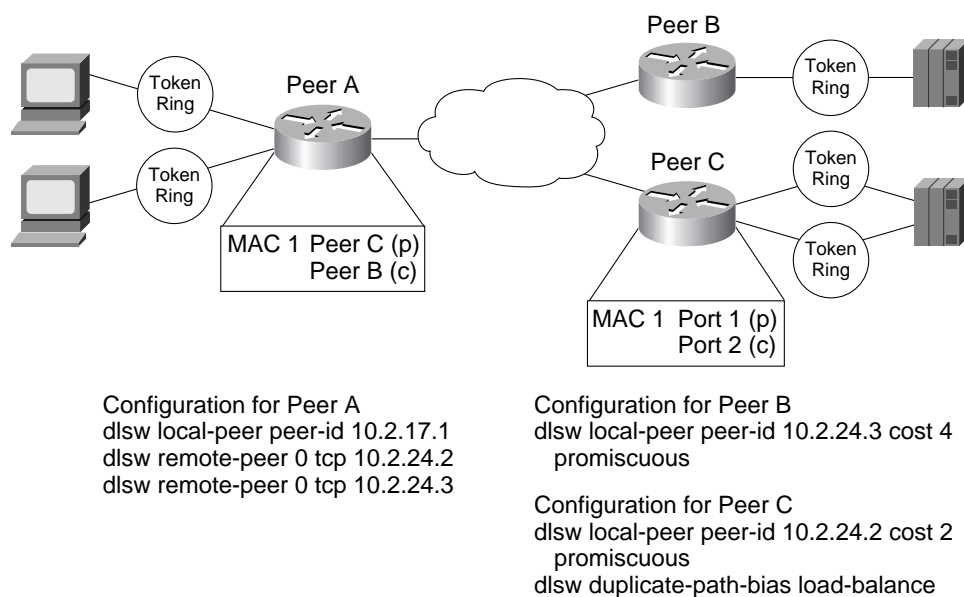 Peer B
Token
Ring
Peer A
Token
Ring
Token
Ring
Peer C
Token
Ring
Token
Ring
MAC 1 Peer C (p)
Peer B (c)
MAC 1 Port 1 (p)
Port 2 (c)
Configuration for Peer A
dlsw local-peer peer-id 10.2.17.1
dlsw remote-peer 0 tcp 10.2.24.2
dlsw remote-peer 0 tcp 10.2.24.3
Configuration for Peer B
dlsw local-peer peer-id 10.2.24.3 cost 4
promiscuous
Configuration for Peer C
dlsw local-peer peer-id 10.2.24.2 cost 2
promiscuous
dlsw duplicate-path-bias load-balance